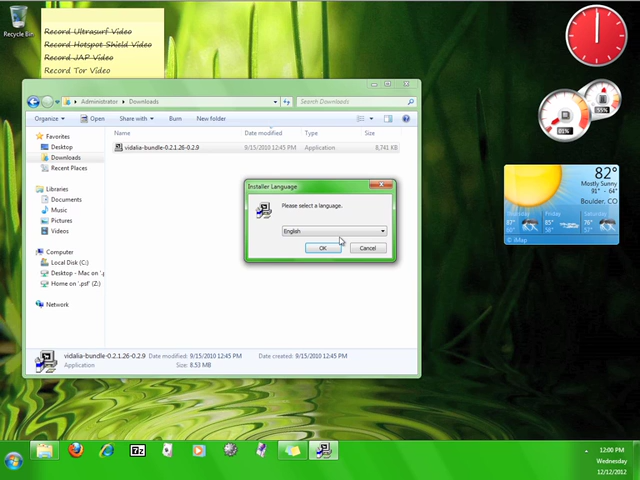 Recycle Bin
Record Ultrasurf Video
Record Hotspot Shield Video
Record JAP Video
Record Tor Video
Administrator
Downloads
Search Downloads
Organize
Open
Share with
Burn
New folder
Favorites
Desktop
Downloads
Recent Places
Libraries
Documents
Music
Pictures
Videos
Computer
Local Disk (C:)
Desktop - Mac on '.p
Home on '.psf' (Z:)
Network
Name
Date modified
Type
Size
vidalia-bundle-0.2.1.26-0.2.9
9/15/2010 12:45 PM
Application
8,741 KB
Installer Language
Please select a language.
English
OK
Cancel
vidalia-bundle-0.2.1.26-0.2.9 Date modified: 9/15/2010 12:45 PM Date created: 9/15/2010 12:45 PM
Application Size: 8.53 MB
81%
55%
82°
Mostly Sunny
91° - 64°
Boulder, CO
Friday
Saturday
© iMap
7z
12:00 PM
Wednesday
12/12/2012